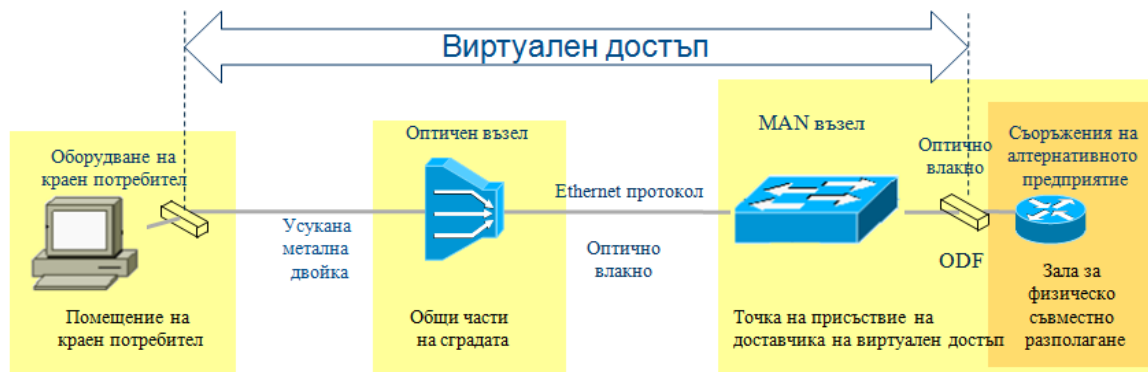 Виртуален достъп
Оборудване на
краен потребител
Помещение на
краен потребител
Усукана
метална
двойка
Оптичен възел
Общи части
на сградата
Ethernet протокол
Оптично
влакно
MAN възел
Точка на присъствие на
доставчика на виртуален достъп
Оптично
влакно
ODF
Съоръжения на
алтернативното
предприятие
Зала за
физическо
съвместно
разполагане